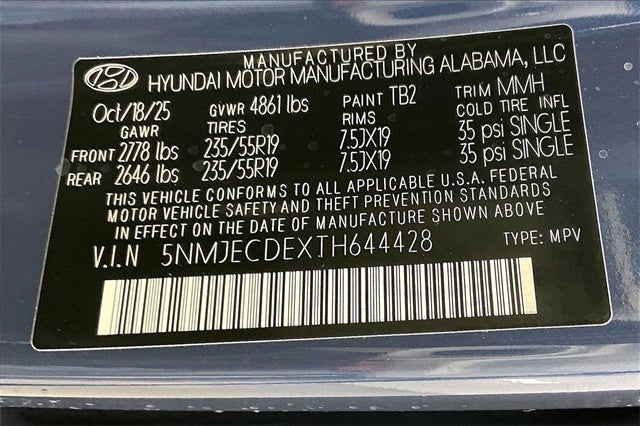 MANUFACTURED BY
HYUNDAI MOTOR MANUFACTURING ALABAMA, LLC
Oct/18/25 GVWR 4861 lbs PAINT TB2 TRIM MMH
GAWR TIRES RIMS COLD TIRE INFL
FRONT 2778 lbs 235/55R19 7.5JX19 35 psi SINGLE
REAR 2646 lbs 235/55R19 7.5JX19 35 psi SINGLE
THIS VEHICLE CONFORMS TO ALL APPLICABLE U.S.A. FEDERAL
MOTOR VEHICLE SAFETY AND THEFT PREVENTION STANDARDS
IN EFFECT ON THE DATE OF MANUFACTURE SHOWN ABOVE
V.I.N 5NMJECDEXTH644428 TYPE: MPV